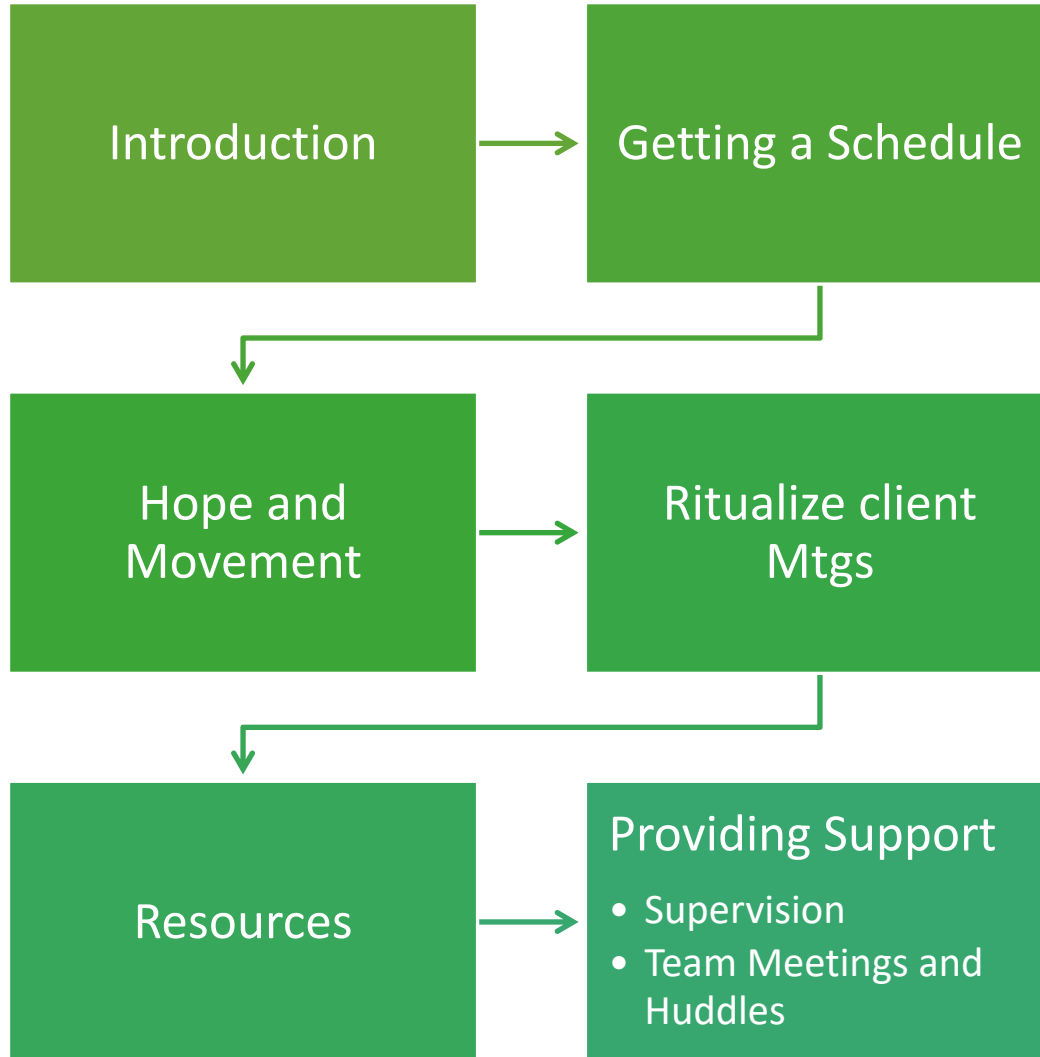 Introduction
Getting a Schedule
Hope and
Movement
Ritualize client
Mtgs
Resources
Providing Support
• Supervision
• Team Meetings and
Huddles